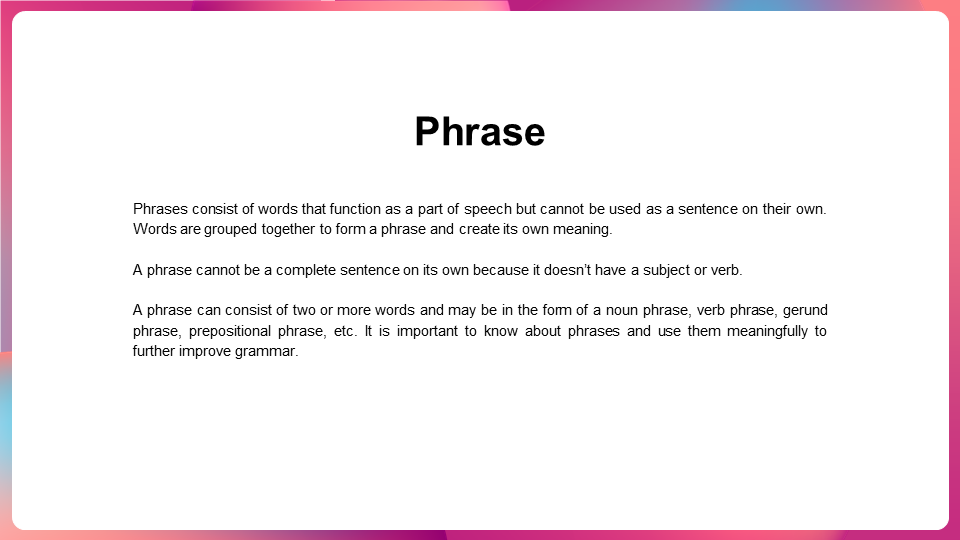 Phrase
Phrases consist of words that function as a part of speech but cannot be used as a sentence on their own.
Words are grouped together to form a phrase and create its own meaning.
A phrase cannot be a complete sentence on its own because it doesn’t have a subject or verb.
A phrase can consist of two or more words and may be in the form of a noun phrase, verb phrase, gerund
phrase, prepositional phrase, etc. It is important to know about phrases and use them meaningfully to
further improve grammar.